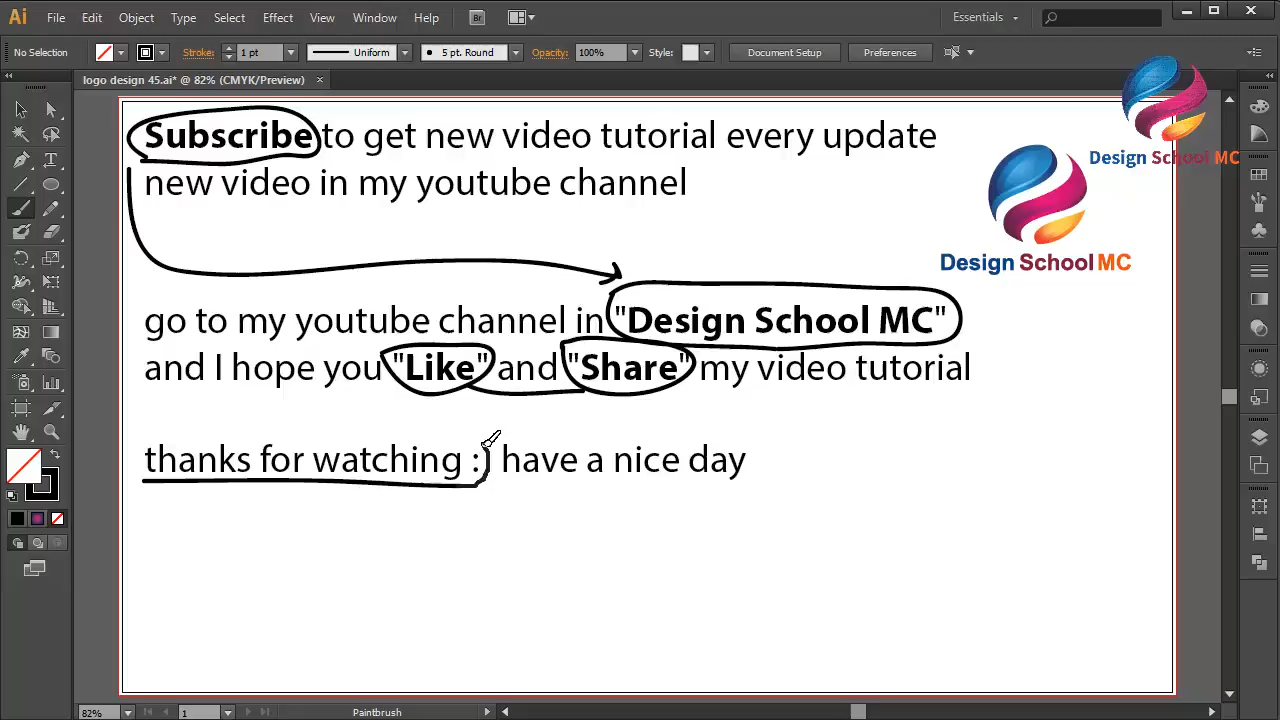 Ai File Edit Object Type Select Effect View Window Help Br Essentials
No Selection Stroke: 1 pt Uniform 5 pt. Round Opacity: 100% Style: Document Setup Preferences
logo design 45.ai* @ 82% (CMYK/Preview) ×
Subscribe to get new video tutorial every update
new video in my youtube channel
Design School MC
Design School MC
go to my youtube channel in "Design School MC"
and I hope you "Like" and "Share" my video tutorial
thanks for watching :) have a nice day
82% 1 Paintbrush